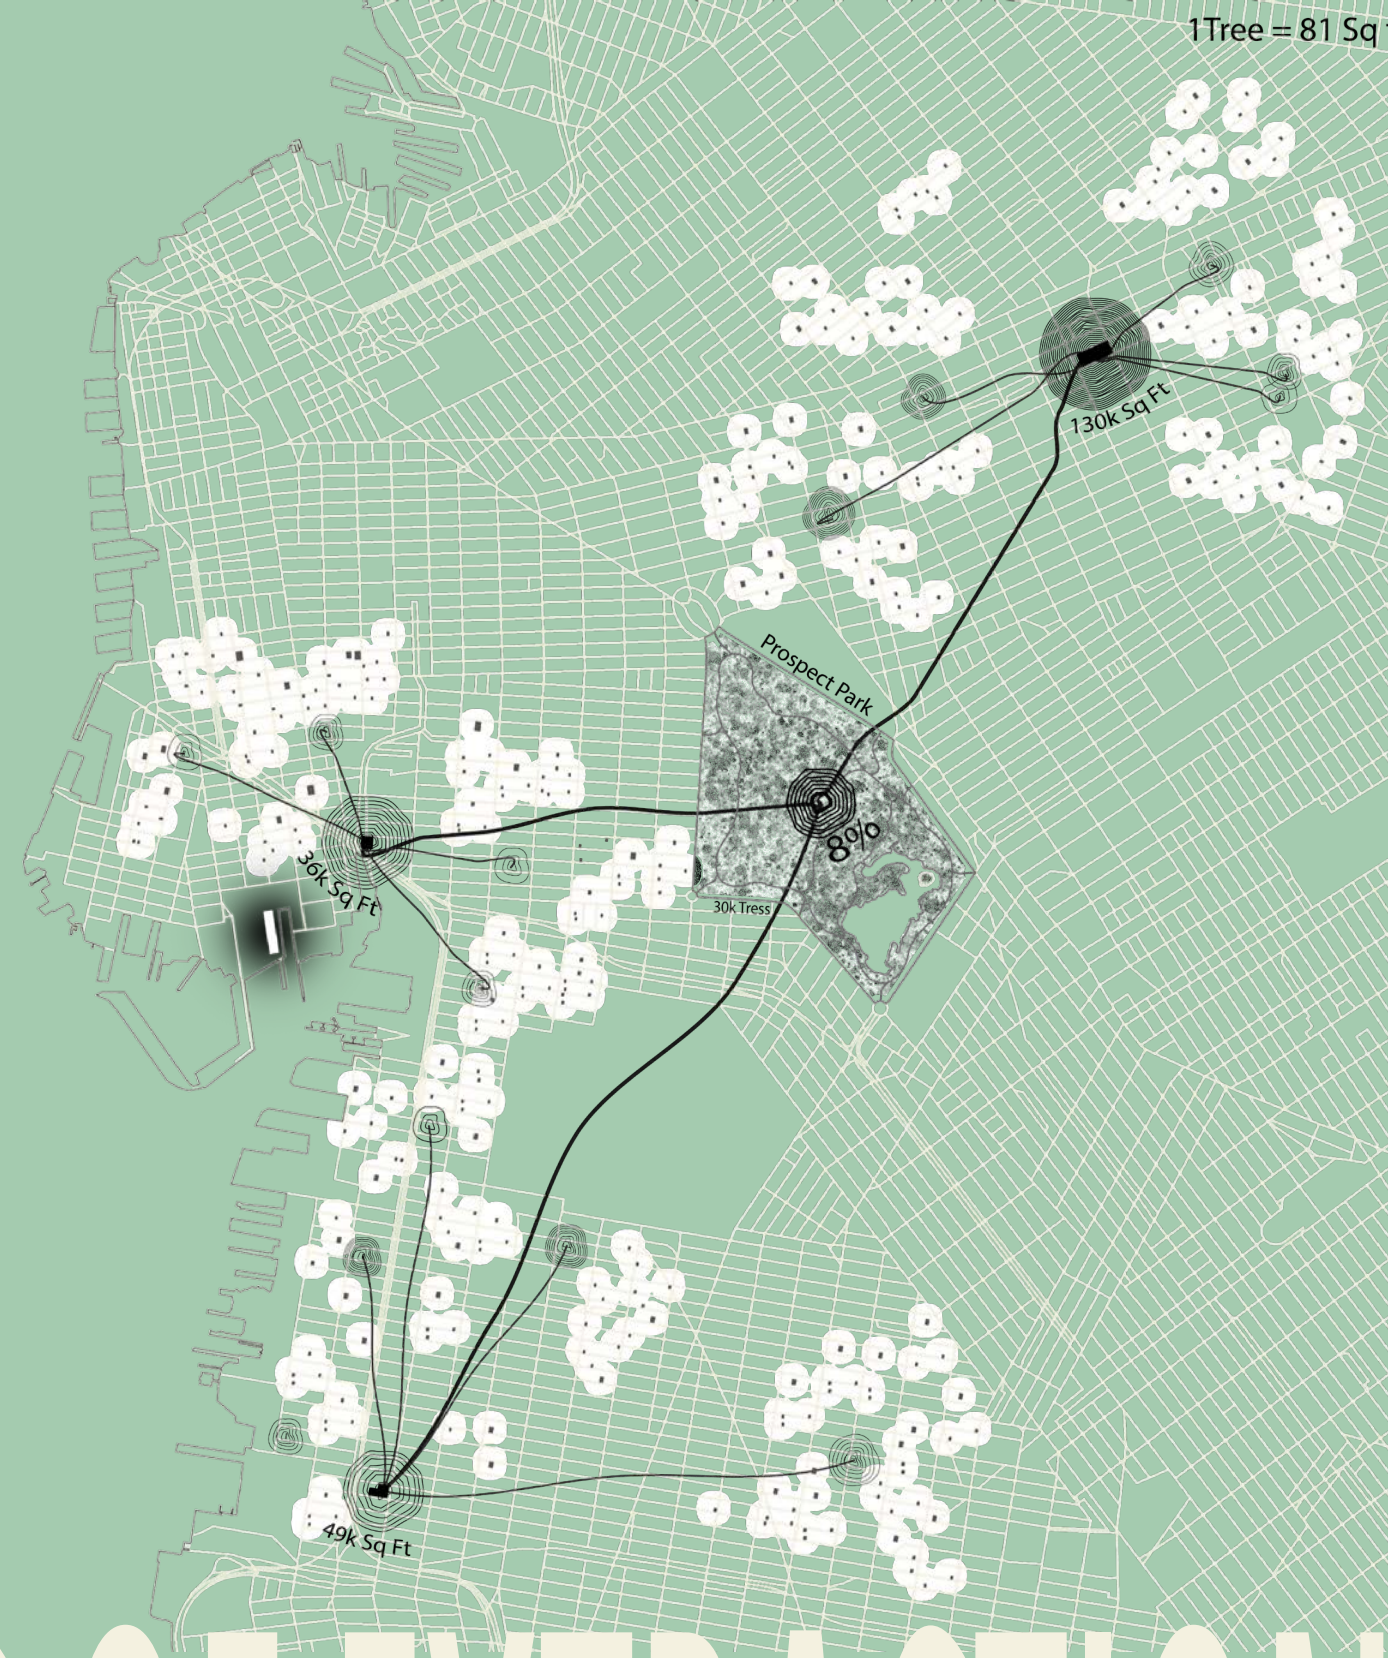 1Tree = 81 Sq
130k Sq Ft
Prospect Park
8%
36k Sq Ft
30k Tress
49k Sq Ft